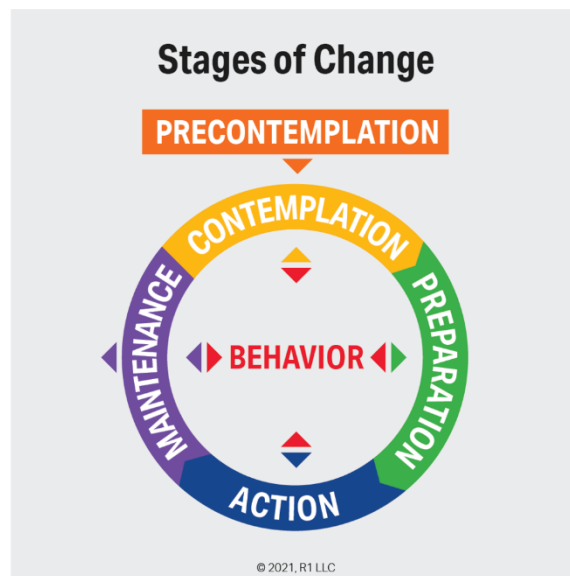 Stages of Change
PRECONTEMPLATION
CONTEMPLATION
PREPARATION
ACTION
MAINTENANCE
BEHAVIOR
© 2021, R1 LLC